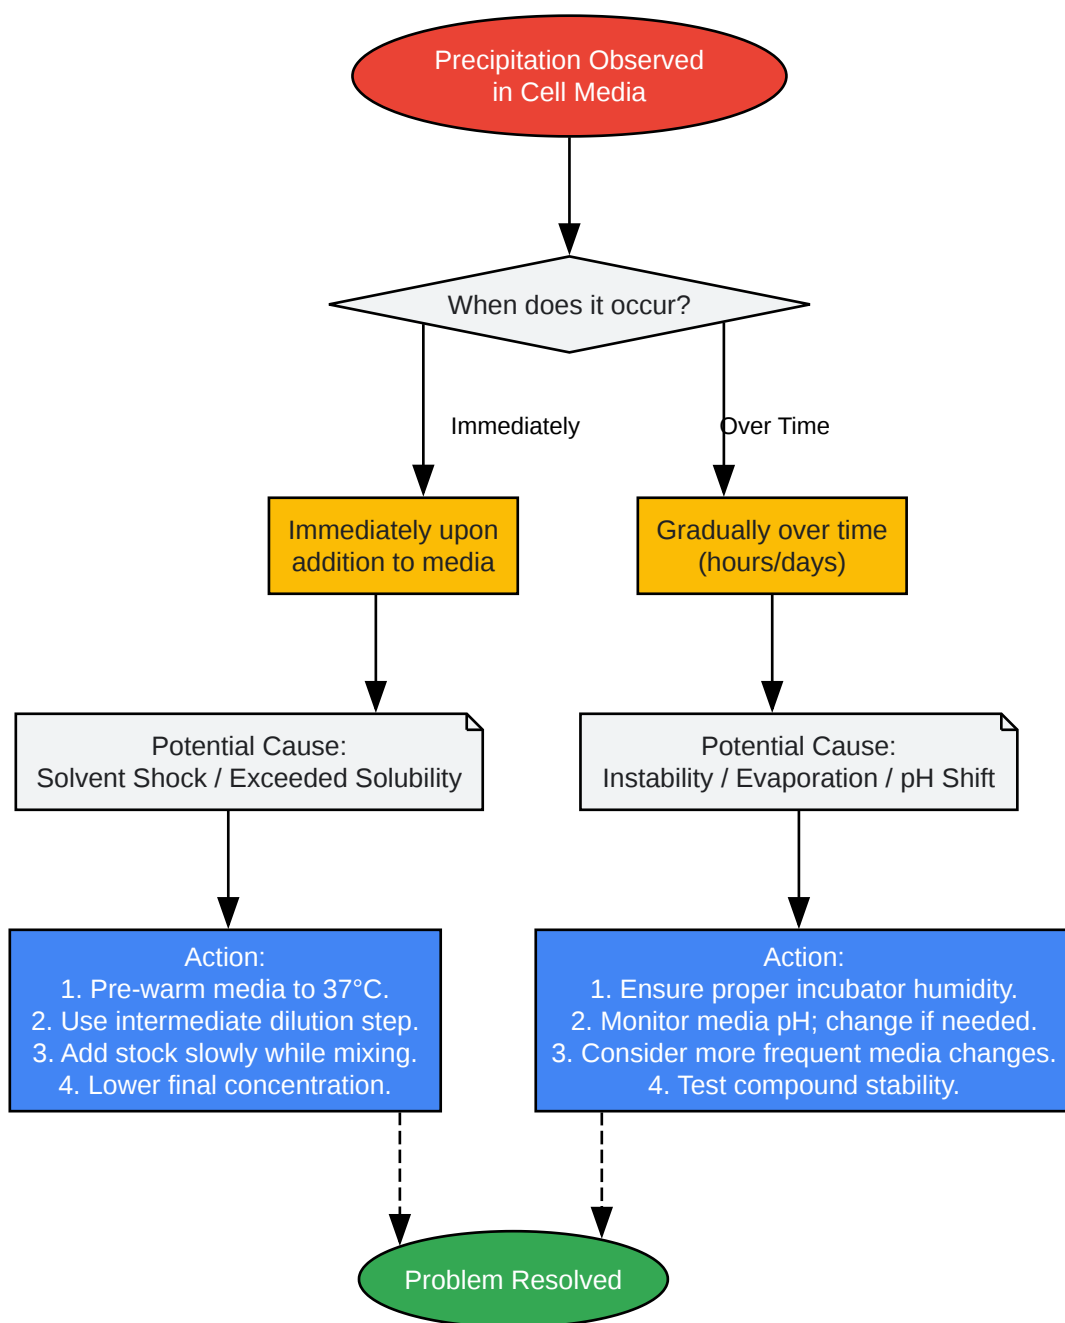 Precipitation Observed
in Cell Media
When does it occur?
Immediately
Over Time
Immediately upon
addition to media
Gradually over time
(hours/days)
Potential Cause:
Solvent Shock / Exceeded Solubility
Potential Cause:
Instability / Evaporation / pH Shift
Action:
1. Pre-warm media to 37°C.
2. Use intermediate dilution step.
3. Add stock slowly while mixing.
4. Lower final concentration.
Action:
1. Ensure proper incubator humidity.
2. Monitor media pH; change if needed.
3. Consider more frequent media changes.
4. Test compound stability.
Problem Resolved